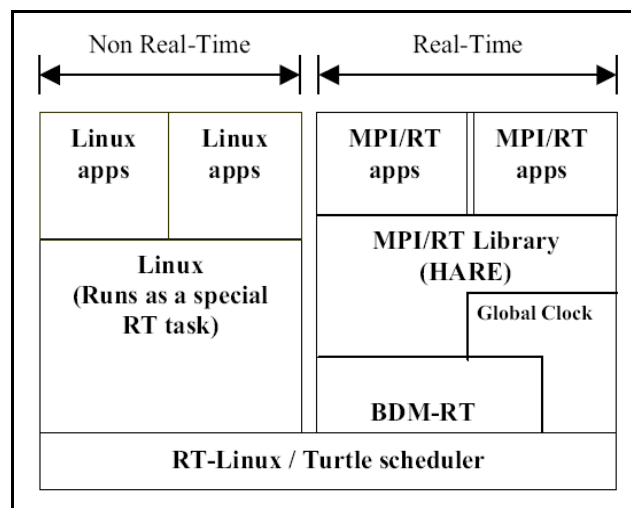 Non Real-Time
Real-Time
Linux
apps
Linux
apps
MPI/RT
apps
MPI/RT
apps
Linux
(Runs as a special
RT task)
MPI/RT Library
(HARE)
Global Clock
BDM-RT
RT-Linux / Turtle scheduler